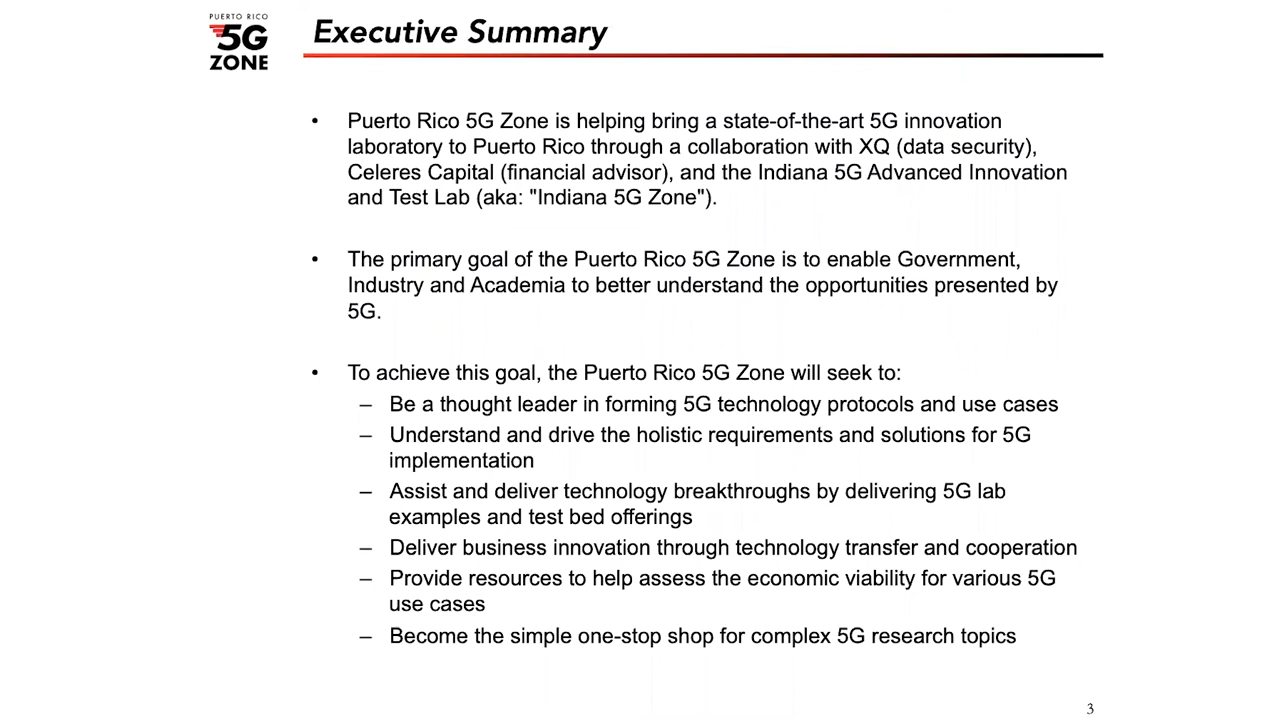 PUERTO RICO
5G
ZONE
Executive Summary
• Puerto Rico 5G Zone is helping bring a state-of-the-art 5G innovation
laboratory to Puerto Rico through a collaboration with XQ (data security),
Celeres Capital (financial advisor), and the Indiana 5G Advanced Innovation
and Test Lab (aka: "Indiana 5G Zone").
• The primary goal of the Puerto Rico 5G Zone is to enable Government,
Industry and Academia to better understand the opportunities presented by
5G.
• To achieve this goal, the Puerto Rico 5G Zone will seek to:
– Be a thought leader in forming 5G technology protocols and use cases
– Understand and drive the holistic requirements and solutions for 5G
implementation
– Assist and deliver technology breakthroughs by delivering 5G lab
examples and test bed offerings
– Deliver business innovation through technology transfer and cooperation
– Provide resources to help assess the economic viability for various 5G
use cases
– Become the simple one-stop shop for complex 5G research topics
3